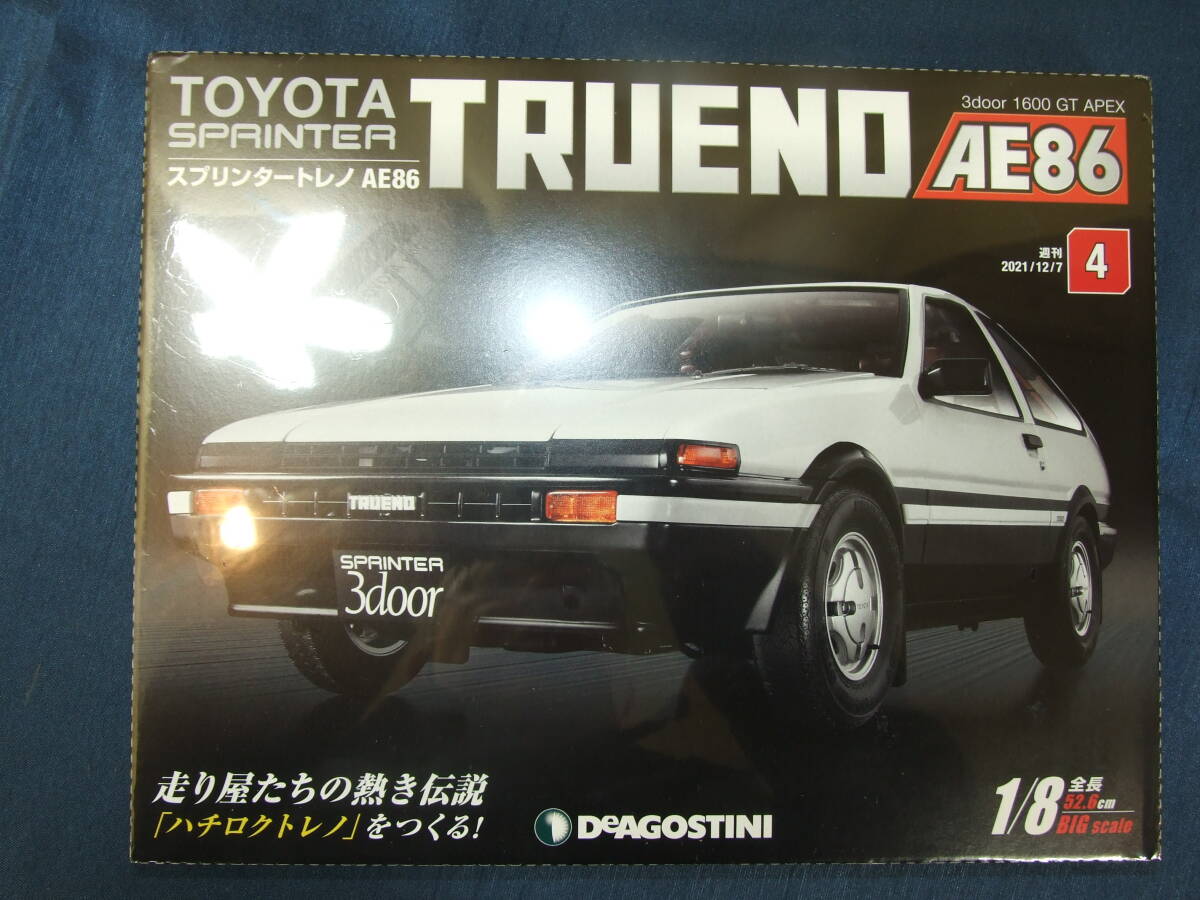 TOYOTA
SPRINTER
スプリンタートレノ AE86
TRUENO
3door 1600 GT APEX
AE86
週刊
2021/12/7
4
TRUENO
SPRINTER
3door
走り屋たちの熱き伝説
「ハチロクトレノ」をつくる!
DeAGOSTINI
1/8
全長
52.6cm
BIG scale